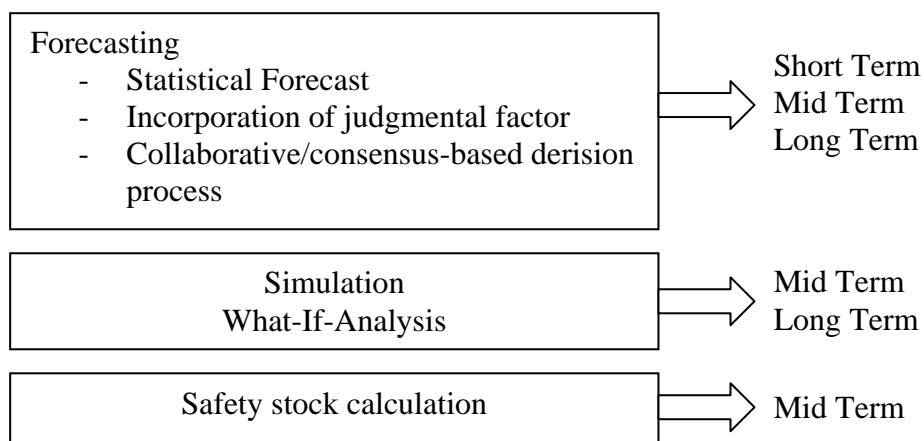 Forecasting
- Statistical Forecast
- Incorporation of judgmental factor
- Collaborative/consensus-based derision
process
Short Term
Mid Term
Long Term
Simulation
What-If-Analysis
Mid Term
Long Term
Safety stock calculation
Mid Term